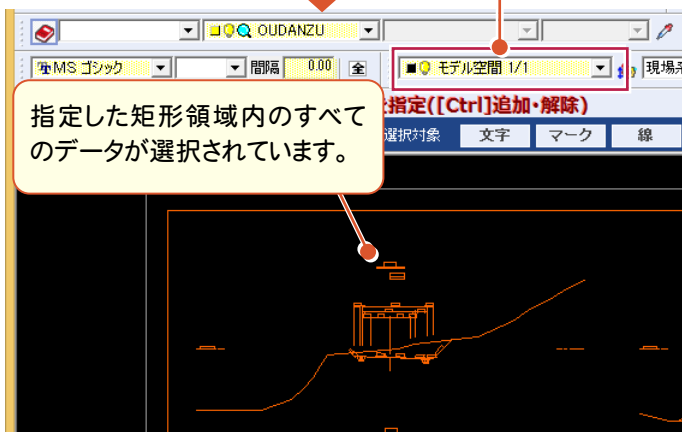 OUDANZU
MS ゴシック 間隔 0.00 全 モデル空間 1/1
指定([Ctrl]追加・解除)
選択対象 文字 マーク 線
指定した矩形領域内のすべて
のデータが選択されています。